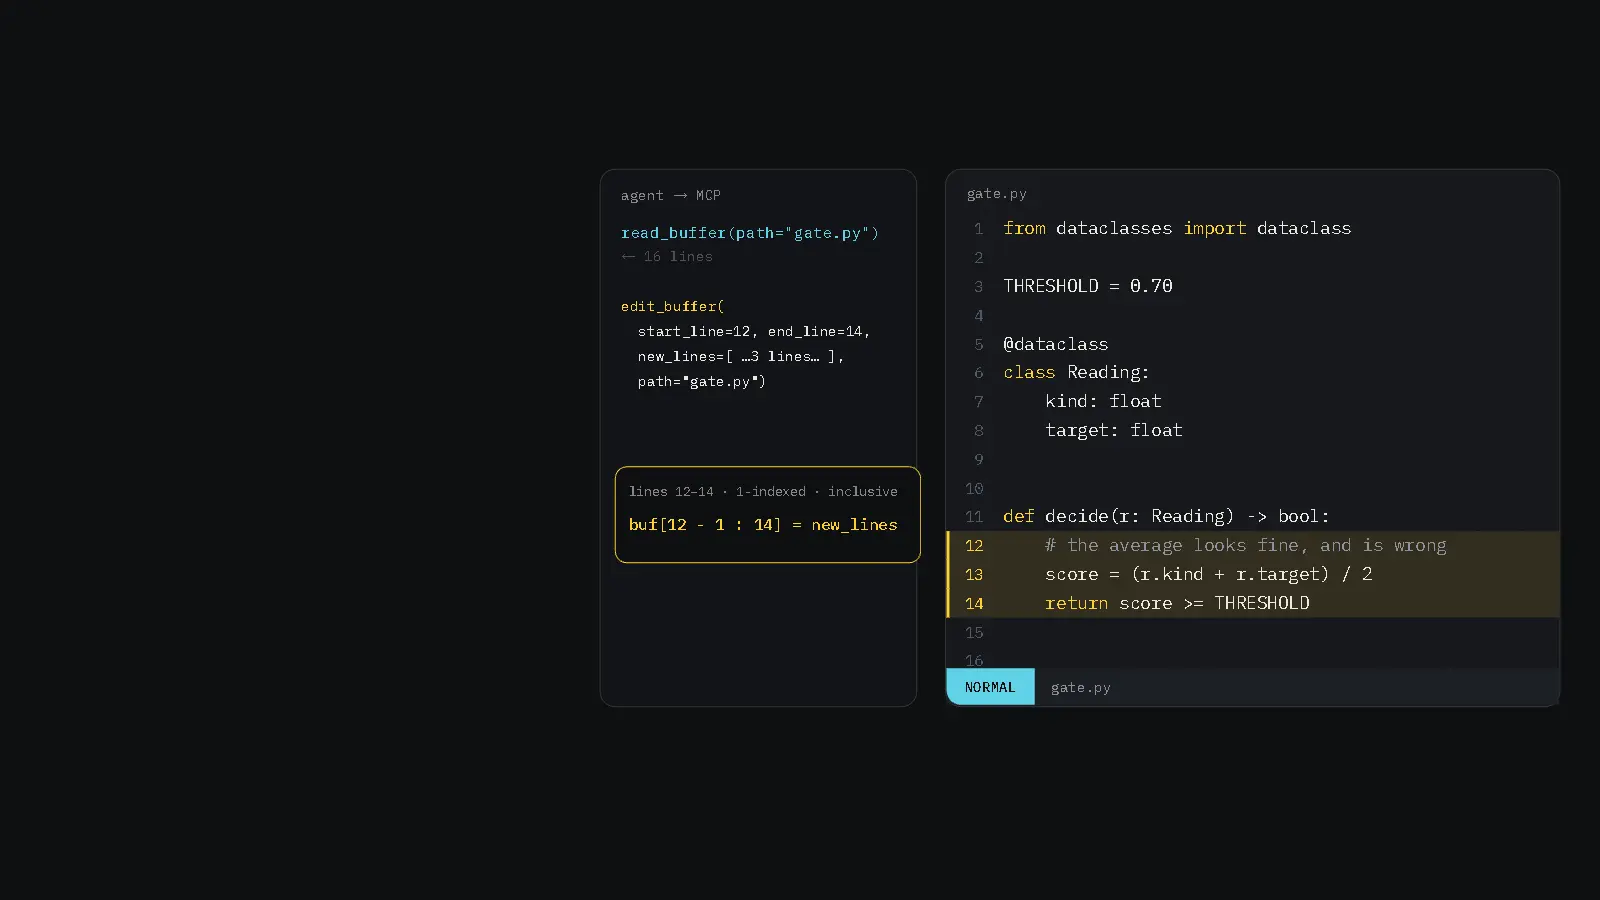 agent → MCP
read_buffer(path="gate.py")
← 16 lines
edit_buffer(
start_line=12, end_line=14,
new_lines=[ …3 lines… ],
path="gate.py")
lines 12–14 · 1-indexed · inclusive
buf[12 - 1 : 14] = new_lines
gate.py
1 from dataclasses import dataclass
2
3 THRESHOLD = 0.70
4
5 @dataclass
6 class Reading:
7     kind: float
8     target: float
9
10
11 def decide(r: Reading) -> bool:
12     # the average looks fine, and is wrong
13     score = (r.kind + r.target) / 2
14     return score >= THRESHOLD
15
16
NORMAL gate.py